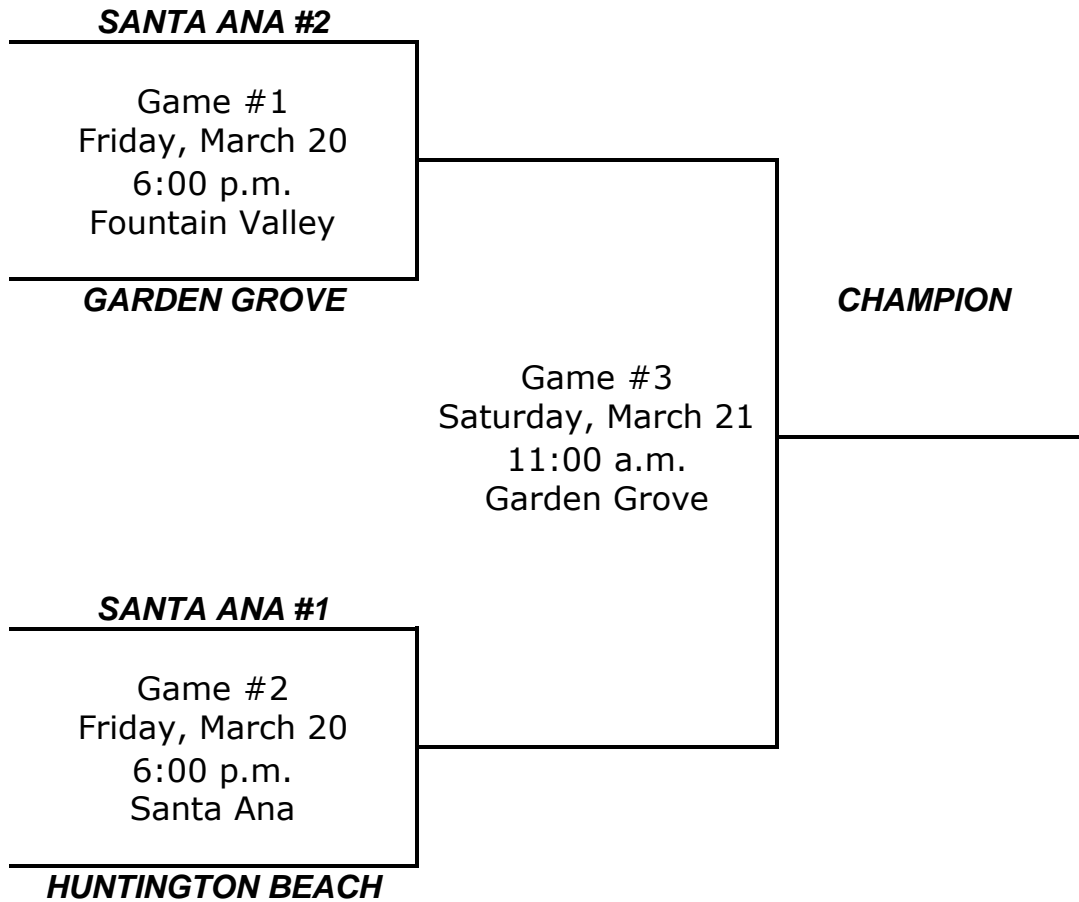 SANTA ANA #2
Game #1
Friday, March 20
6:00 p.m.
Fountain Valley
GARDEN GROVE
CHAMPION
Game #3
Saturday, March 21
11:00 a.m.
Garden Grove
SANTA ANA #1
Game #2
Friday, March 20
6:00 p.m.
Santa Ana
HUNTINGTON BEACH